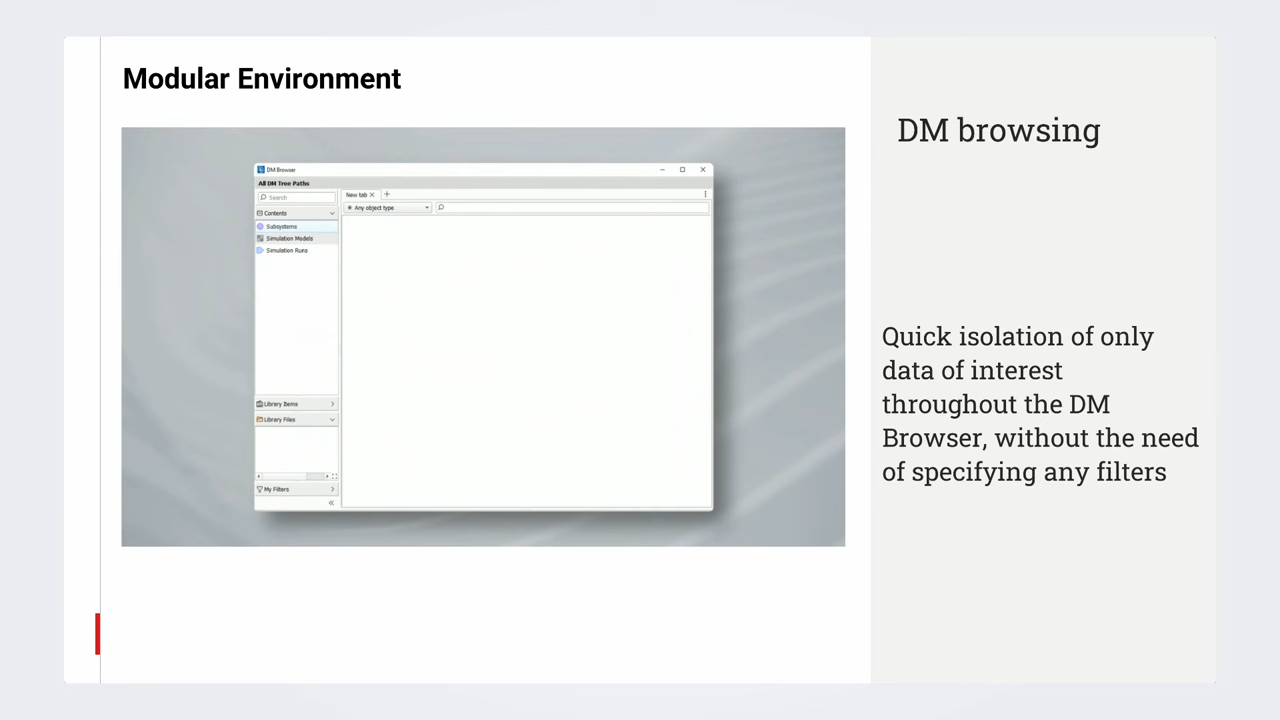 Modular Environment
DM browsing
DM Browser
All DM Tree Paths
Search
New tab
Contents
Any object type
Subsystems
Simulation Models
Simulation Runs
Library Items
Library Files
My Filters
Quick isolation of only
data of interest
throughout the DM
Browser, without the need
of specifying any filters